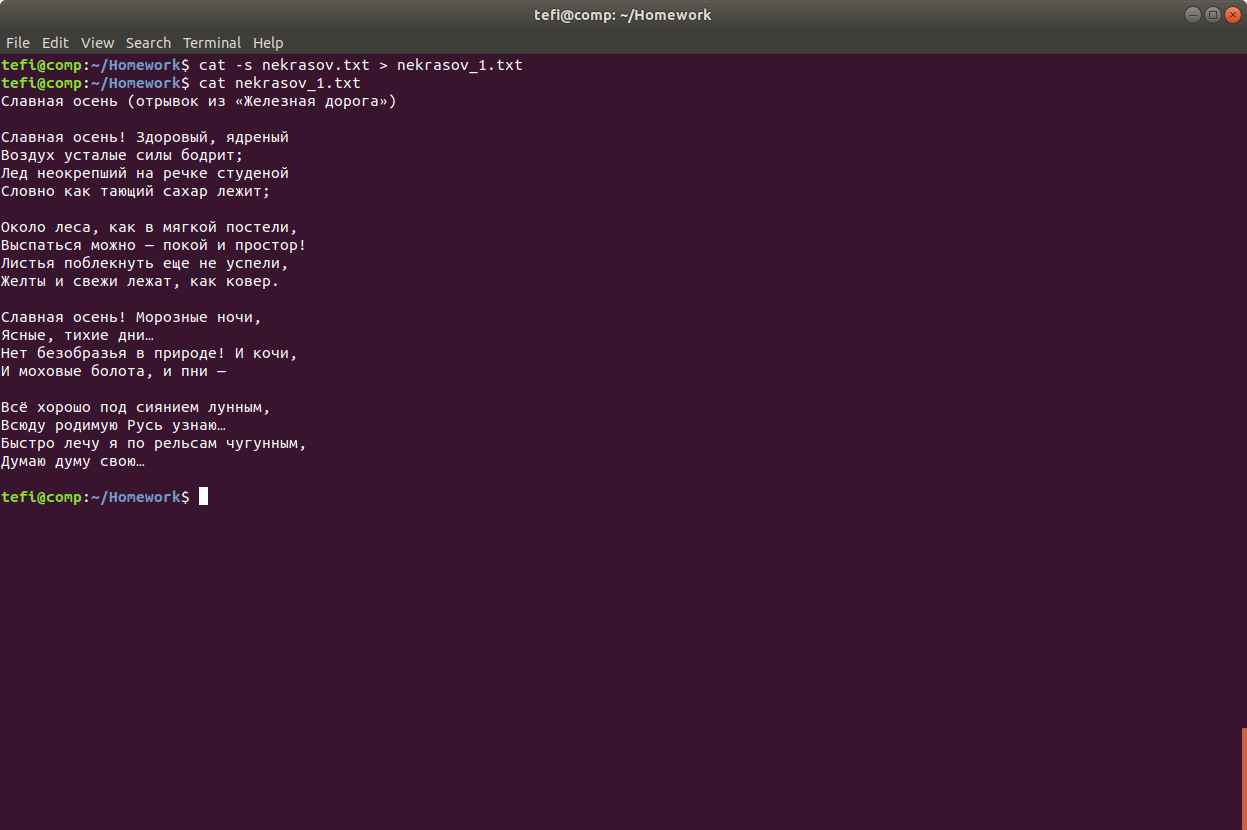 tefi@comp: ~/Homework
File Edit View Search Terminal Help
tefi@comp:~/Homework$ cat -s nekrasov.txt > nekrasov_1.txt
tefi@comp:~/Homework$ cat nekrasov_1.txt
Славная осень (отрывок из «Железная дорога»)

Славная осень! Здоровый, ядреный
Воздух усталые силы бодрит;
Лед неокрепший на речке студеной
Словно как тающий сахар лежит;

Около леса, как в мягкой постели,
Выспаться можно — покой и простор!
Листья поблекнуть еще не успели,
Желты и свежи лежат, как ковер.

Славная осень! Морозные ночи,
Ясные, тихие дни…
Нет безобразья в природе! И кочи,
И моховые болота, и пни —

Всё хорошо под сиянием лунным,
Всюду родимую Русь узнаю…
Быстро лечу я по рельсам чугунным,
Думаю думу свою…

tefi@comp:~/Homework$